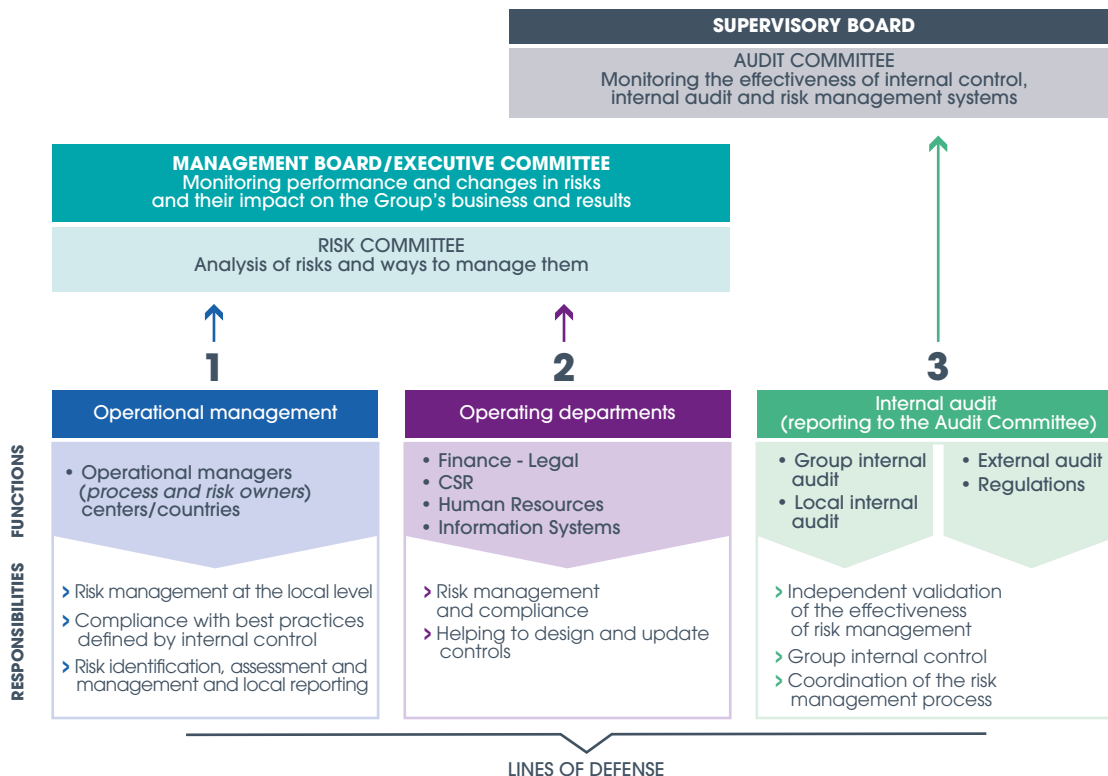 SUPERVISORY BOARD
AUDIT COMMITTEE
Monitoring the effectiveness of internal control,
internal audit and risk management systems
MANAGEMENT BOARD/EXECUTIVE COMMITTEE
Monitoring performance and changes in risks
and their impact on the Group's business and results
RISK COMMITTEE
Analysis of risks and ways to manage them
1
2
3
Operational management
Operating departments
Internal audit
(reporting to the Audit Committee)
FUNCTIONS
• Operational managers
(process and risk owners)
centers/countries
• Finance - Legal
• CSR
• Human Resources
• Information Systems
• Group internal
audit
• Local internal
audit
• External audit
• Regulations
RESPONSIBILITIES
› Risk management at the local level
› Compliance with best practices
defined by internal control
› Risk identification, assessment and
management and local reporting
› Risk management
and compliance
› Helping to design and update
controls
› Independent validation
of the effectiveness
of risk management
› Group internal control
› Coordination of the risk
management process
LINES OF DEFENSE